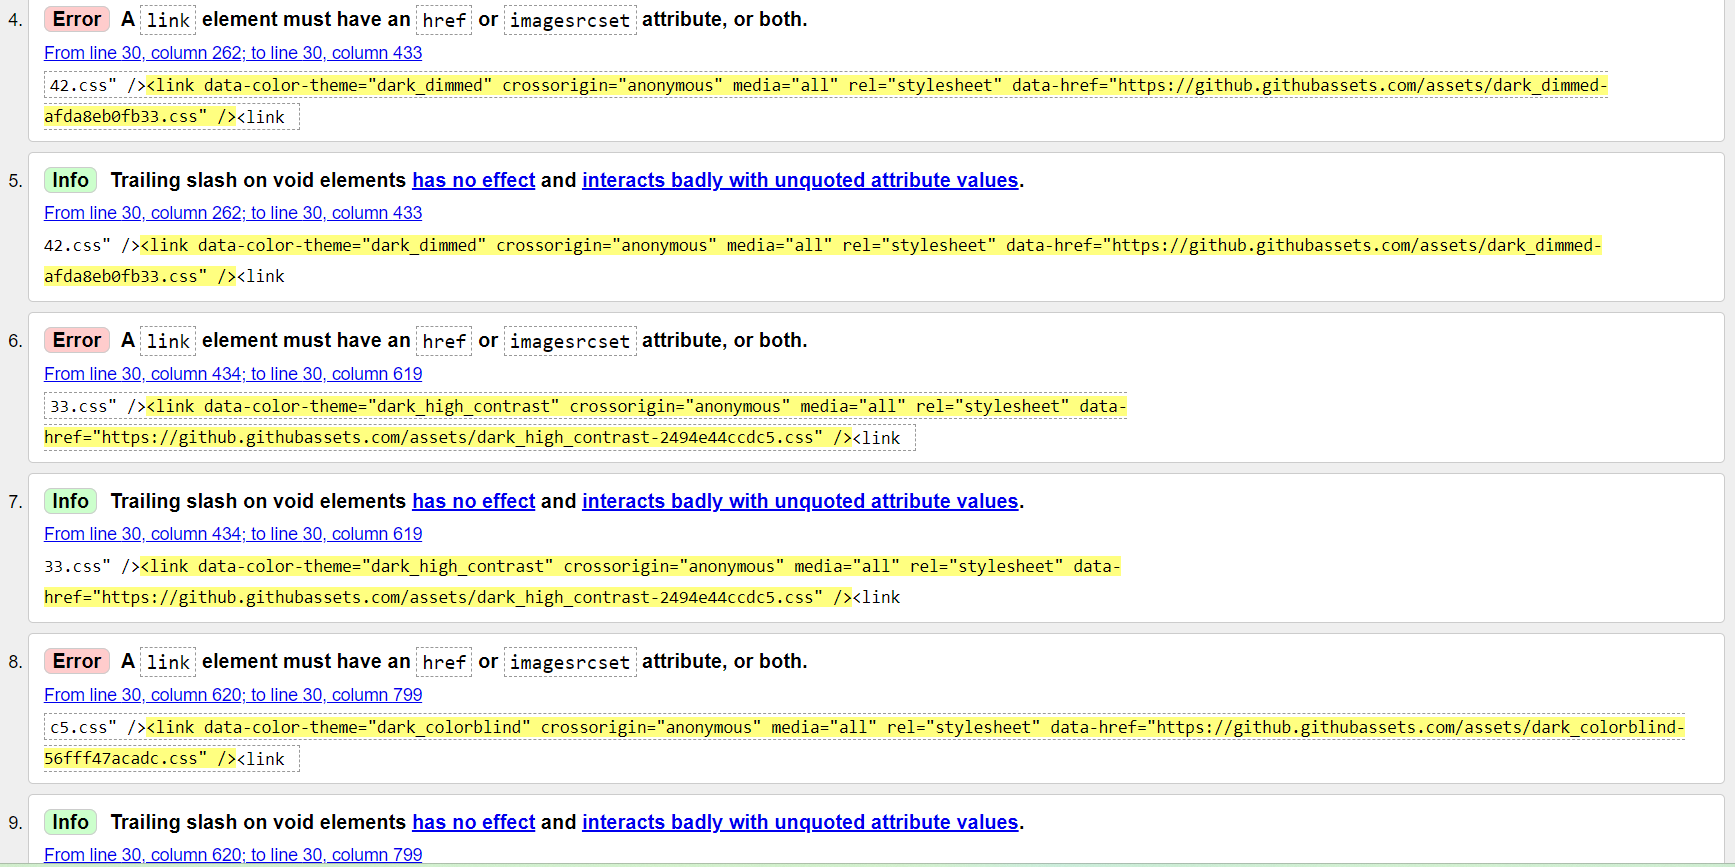 4. Error A link element must have an href or imagesrcset attribute, or both.
From line 30, column 262; to line 30, column 433
42.css" /><link data-color-theme="dark_dimmed" crossorigin="anonymous" media="all" rel="stylesheet" data-href="https://github.githubassets.com/assets/dark_dimmed-
afda8eb0fb33.css" /><link
5. Info Trailing slash on void elements has no effect and interacts badly with unquoted attribute values.
From line 30, column 262; to line 30, column 433
42.css" /><link data-color-theme="dark_dimmed" crossorigin="anonymous" media="all" rel="stylesheet" data-href="https://github.githubassets.com/assets/dark_dimmed-
afda8eb0fb33.css" /><link
6. Error A link element must have an href or imagesrcset attribute, or both.
From line 30, column 434; to line 30, column 619
33.css" /><link data-color-theme="dark_high_contrast" crossorigin="anonymous" media="all" rel="stylesheet" data-
href="https://github.githubassets.com/assets/dark_high_contrast-2494e44ccdc5.css" /><link
7. Info Trailing slash on void elements has no effect and interacts badly with unquoted attribute values.
From line 30, column 434; to line 30, column 619
33.css" /><link data-color-theme="dark_high_contrast" crossorigin="anonymous" media="all" rel="stylesheet" data-
href="https://github.githubassets.com/assets/dark_high_contrast-2494e44ccdc5.css" /><link
8. Error A link element must have an href or imagesrcset attribute, or both.
From line 30, column 620; to line 30, column 799
c5.css" /><link data-color-theme="dark_colorblind" crossorigin="anonymous" media="all" rel="stylesheet" data-href="https://github.githubassets.com/assets/dark_colorblind-
56fff47acadc.css" /><link
9. Info Trailing slash on void elements has no effect and interacts badly with unquoted attribute values.
From line 30, column 620; to line 30, column 799